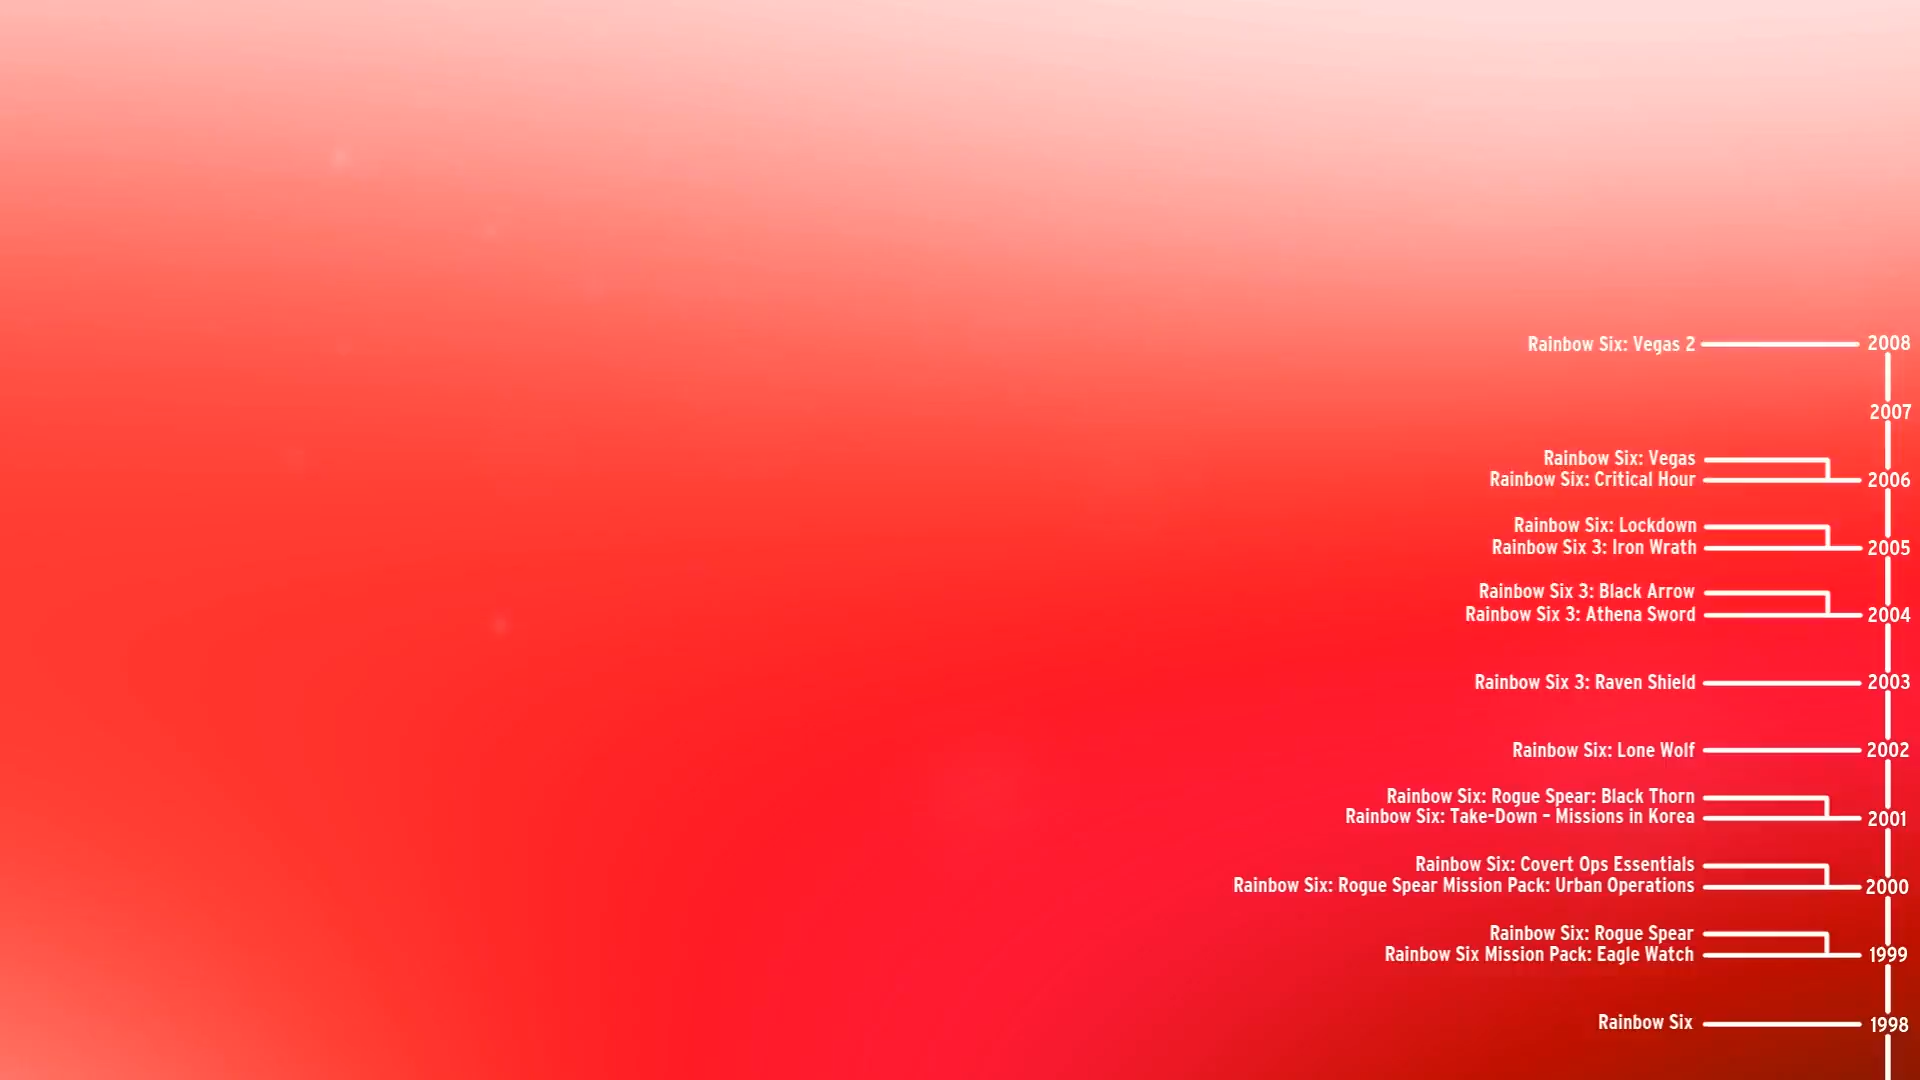 Rainbow Six: Vegas 2 2008
2007
Rainbow Six: Vegas
Rainbow Six: Critical Hour 2006
Rainbow Six: Lockdown
Rainbow Six 3: Iron Wrath 2005
Rainbow Six 3: Black Arrow
Rainbow Six 3: Athena Sword 2004
Rainbow Six 3: Raven Shield 2003
Rainbow Six: Lone Wolf 2002
Rainbow Six: Rogue Spear: Black Thorn
Rainbow Six: Take-Down - Missions in Korea 2001
Rainbow Six: Covert Ops Essentials
Rainbow Six: Rogue Spear Mission Pack: Urban Operations 2000
Rainbow Six: Rogue Spear
Rainbow Six Mission Pack: Eagle Watch 1999
Rainbow Six 1998